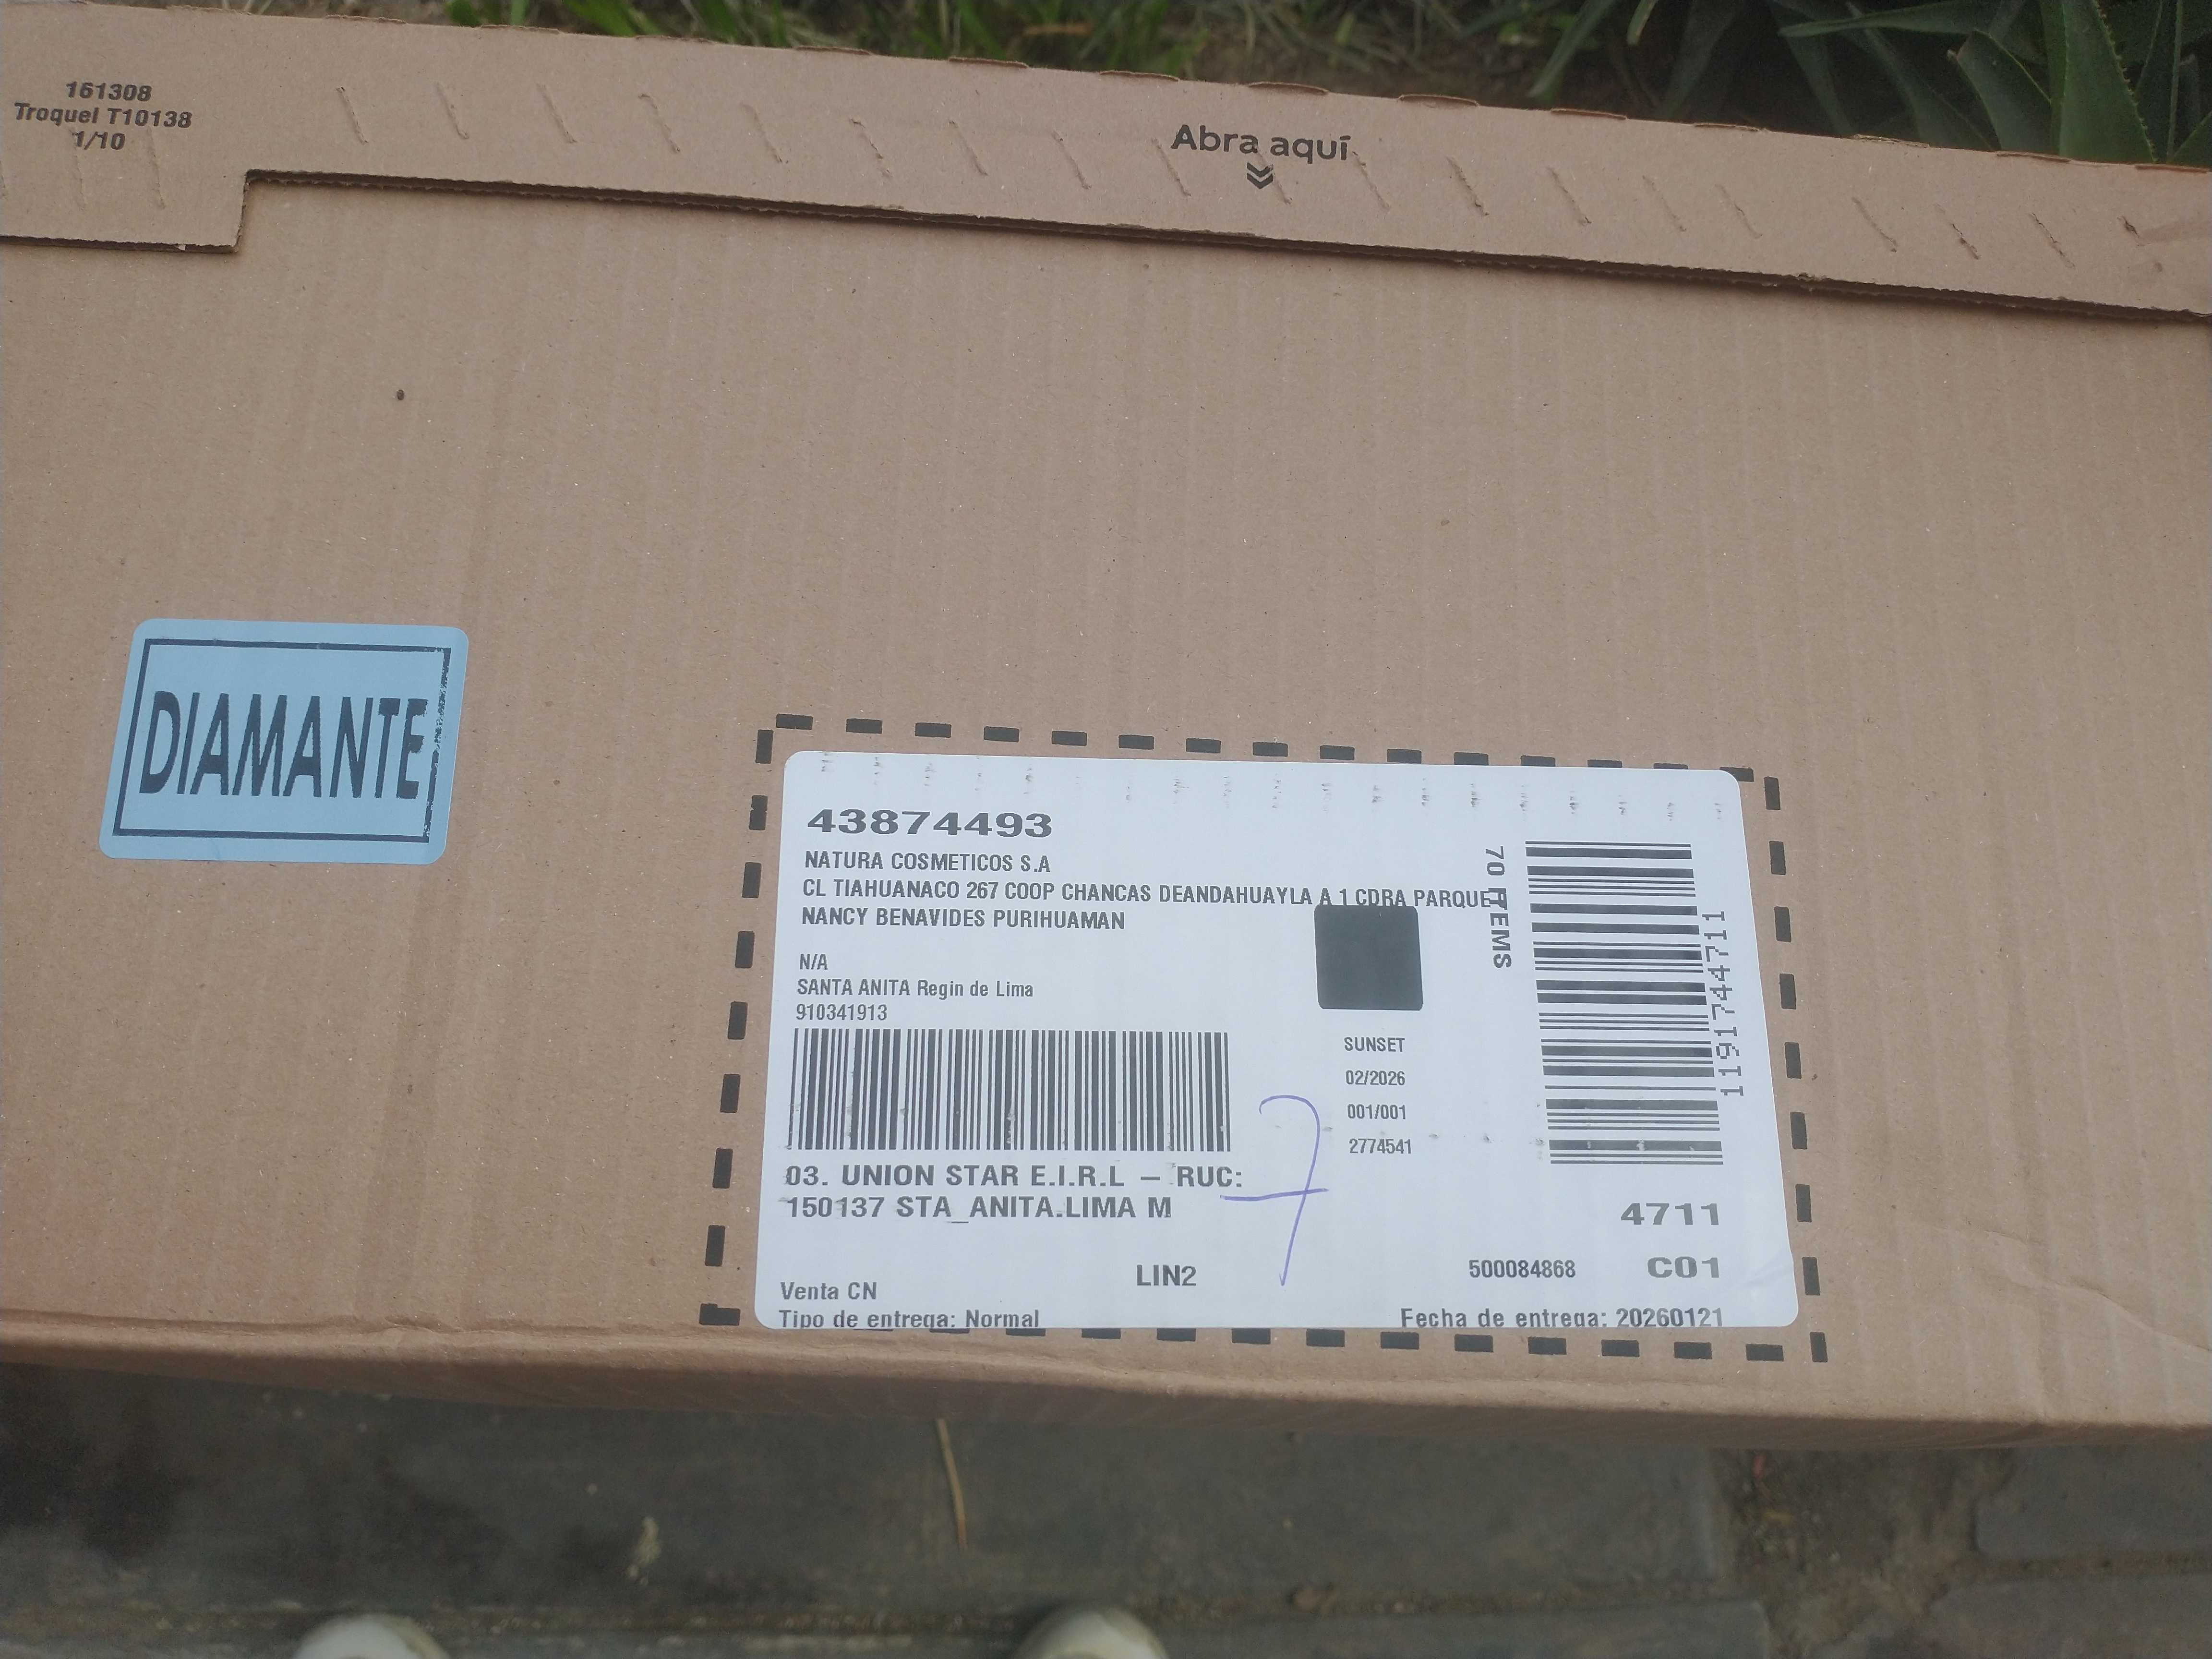 161308
Troquel T10138
1/10
Abra aquí
DIAMANTE
43874493
NATURA COSMETICOS S.A
CL TIAHUANACO 267 COOP CHANCAS DEANDAHUAYLA A 1 CDRA PARQUE
NANCY BENAVIDES PURIHUAMAN
N/A
SANTA ANITA Regin de Lima
910341913
70 ITEMS
SUNSET
02/2026
001/001
2774541
7
03. UNION STAR E.I.R.L – RUC:
150137 STA_ANITA.LIMA M
4711
LIN2
500084868
C01
Venta CN
Tipo de entrega: Normal
Fecha de entrega: 20260121